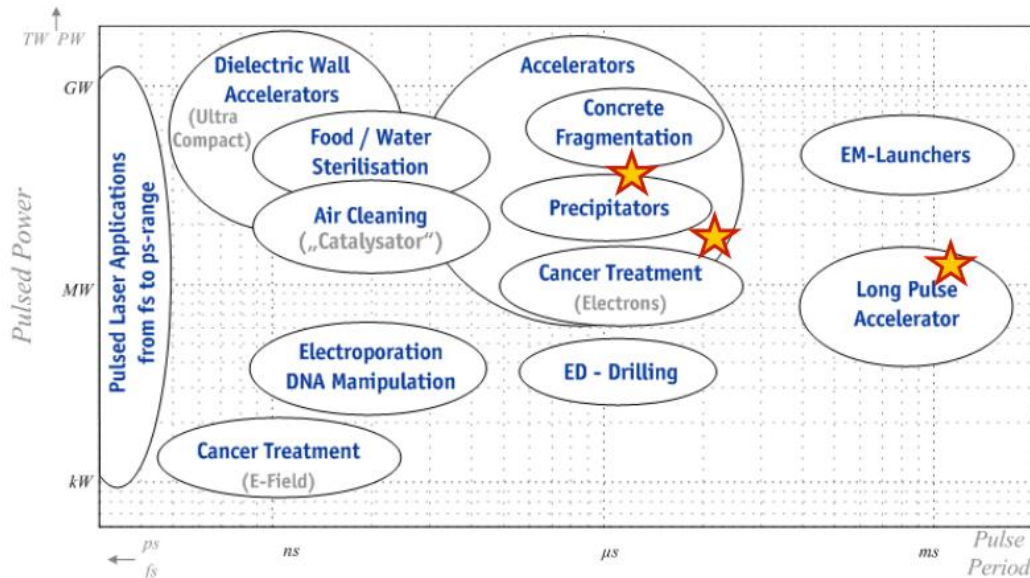 TW PW
GW
MW
kW
Pulsed Power
Pulsed Laser Applications
from fs to ps-range
Dielectric Wall
Accelerators
(Ultra
Compact)
Food / Water
Sterilisation
Air Cleaning
(„Catalysator“)
Electroporation
DNA Manipulation
Cancer Treatment
(E-Field)
Accelerators
Concrete
Fragmentation
Precipitators
Cancer Treatment
(Electrons)
ED - Drilling
EM-Launchers
Long Pulse
Accelerator
ps
fs
ns
µs
ms
Pulse
Period